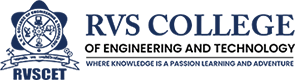 RVS COLLEGE
OF ENGINEERING AND TECHNOLOGY
WHERE KNOWLEDGE IS A PASSION LEARNING AND ADVENTURE
RVSCET